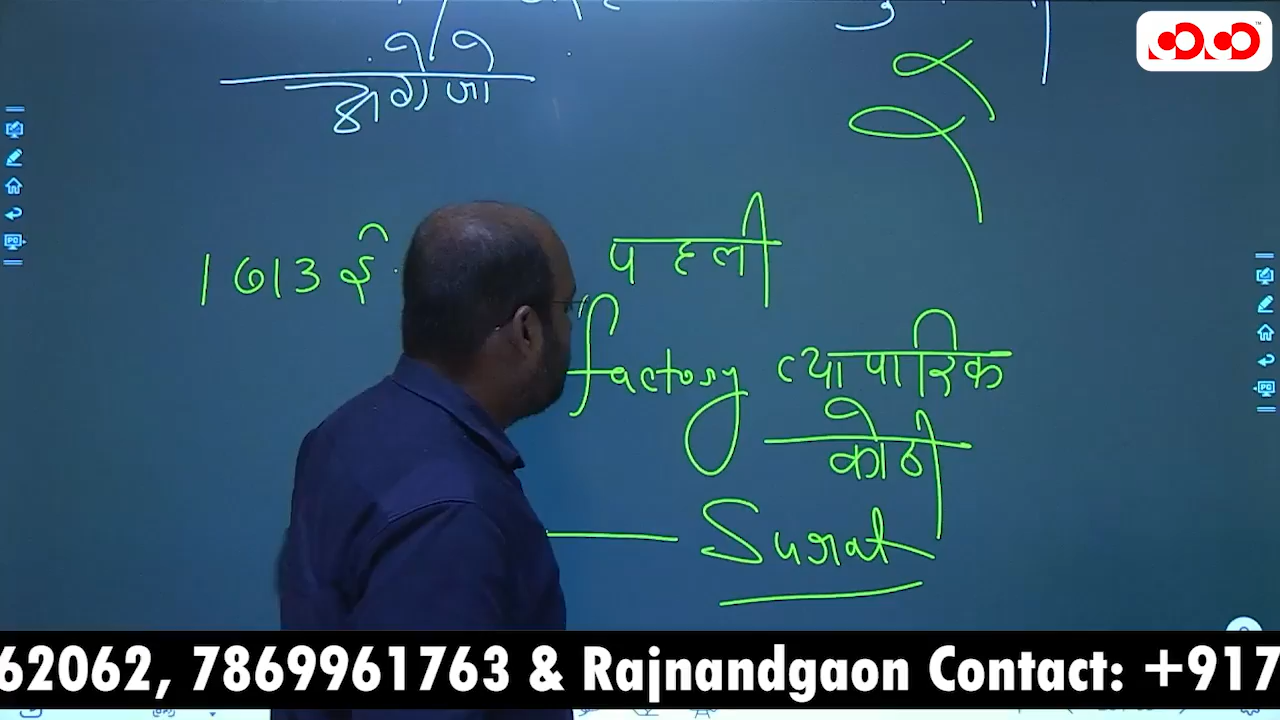 अंग्रेजो
1613 ई.
पहली
factory व्यापारिक
कोठी
Surat
62062, 7869961763 & Rajnandgaon Contact: +917